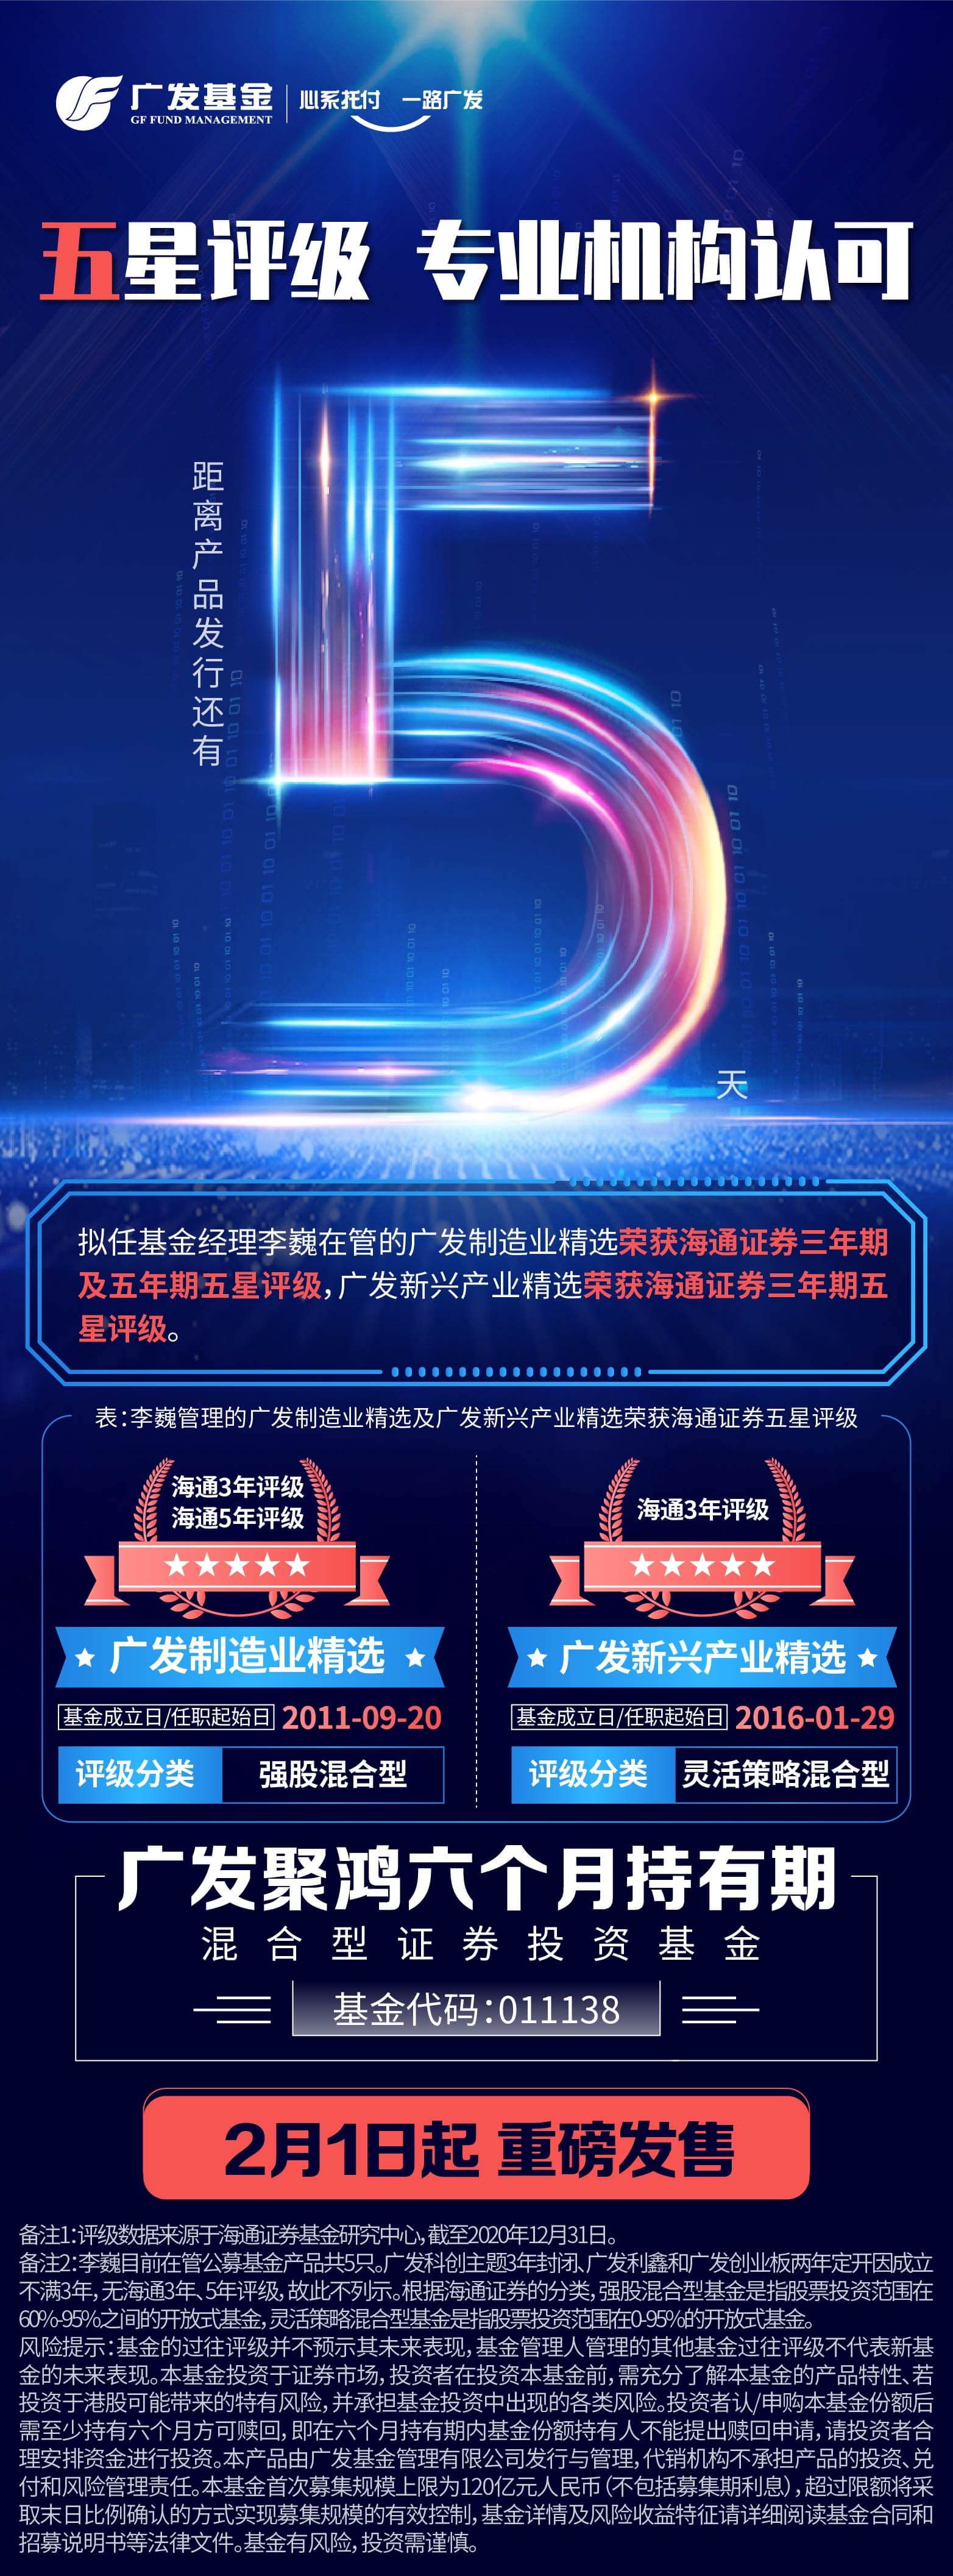 广发基金
GF FUND MANAGEMENT
心系托付 一路广发
五星评级 专业机构认可
距离产品发行还有
5
天
拟任基金经理李巍在管的广发制造业精选荣获海通证券三年期
及五年期五星评级,广发新兴产业精选荣获海通证券三年期五
星评级。
表:李巍管理的广发制造业精选及广发新兴产业精选荣获海通证券五星评级
海通3年评级
海通5年评级
广发制造业精选
基金成立日/任职起始日 2011-09-20
评级分类 强股混合型
海通3年评级
广发新兴产业精选
基金成立日/任职起始日 2016-01-29
评级分类 灵活策略混合型
广发聚鸿六个月持有期
混合型证券投资基金
基金代码:011138
2月1日起 重磅发售
备注1:评级数据来源于海通证券基金研究中心,截至2020年12月31日。
备注2:李巍目前在管公募基金产品共5只。广发科创主题3年封闭、广发利鑫和广发创业板两年定开因成立
不满3年,无海通3年、5年评级,故此不列示。根据海通证券的分类,强股混合型基金是指股票投资范围在
60%-95%之间的开放式基金,灵活策略混合型基金是指股票投资范围在0-95%的开放式基金。
风险提示:基金的过往评级并不预示其未来表现,基金管理人管理的其他基金过往评级不代表新基
金的未来表现。本基金投资于证券市场,投资者在投资本基金前,需充分了解本基金的产品特性、若
投资于港股可能带来的特有风险,并承担基金投资中出现的各类风险。投资者认/申购本基金份额后
需至少持有六个月方可赎回,即在六个月持有期内基金份额持有人不能提出赎回申请,请投资者合
理安排资金进行投资。本产品由广发基金管理有限公司发行与管理,代销机构不承担产品的投资、兑
付和风险管理责任。本基金首次募集规模上限为120亿元人民币(不包括募集期利息),超过限额将采
取末日比例确认的方式实现募集规模的有效控制,基金详情及风险收益特征请详细阅读基金合同和
招募说明书等法律文件。基金有风险,投资需谨慎。